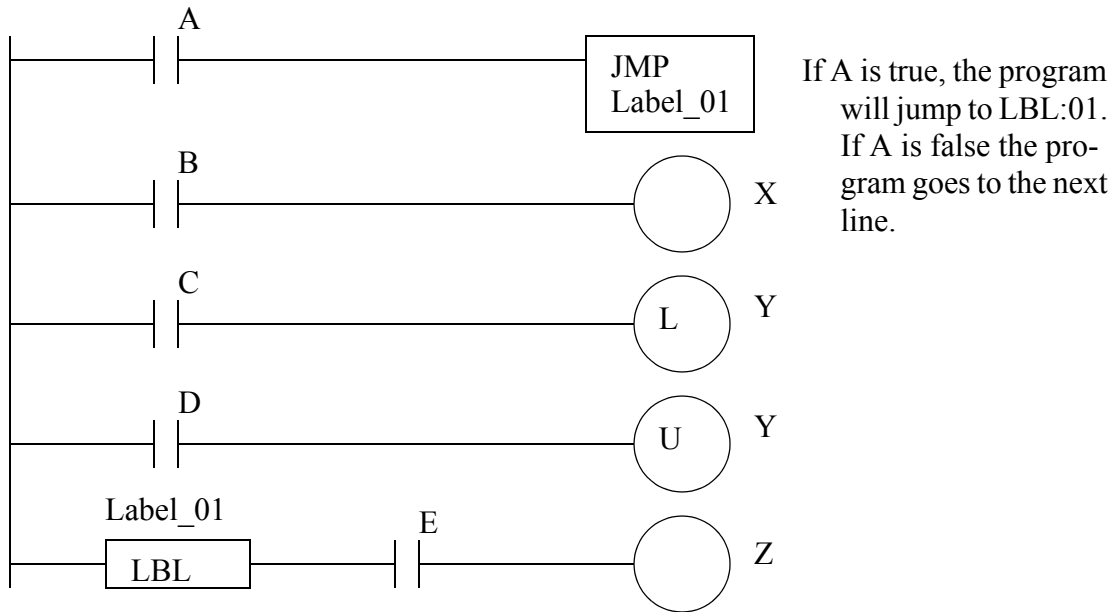 A
JMP
Label_01
If A is true, the program
will jump to LBL:01.
If A is false the pro-
gram goes to the next
line.
B
X
C
L
Y
D
U
Y
Label_01
LBL
E
Z